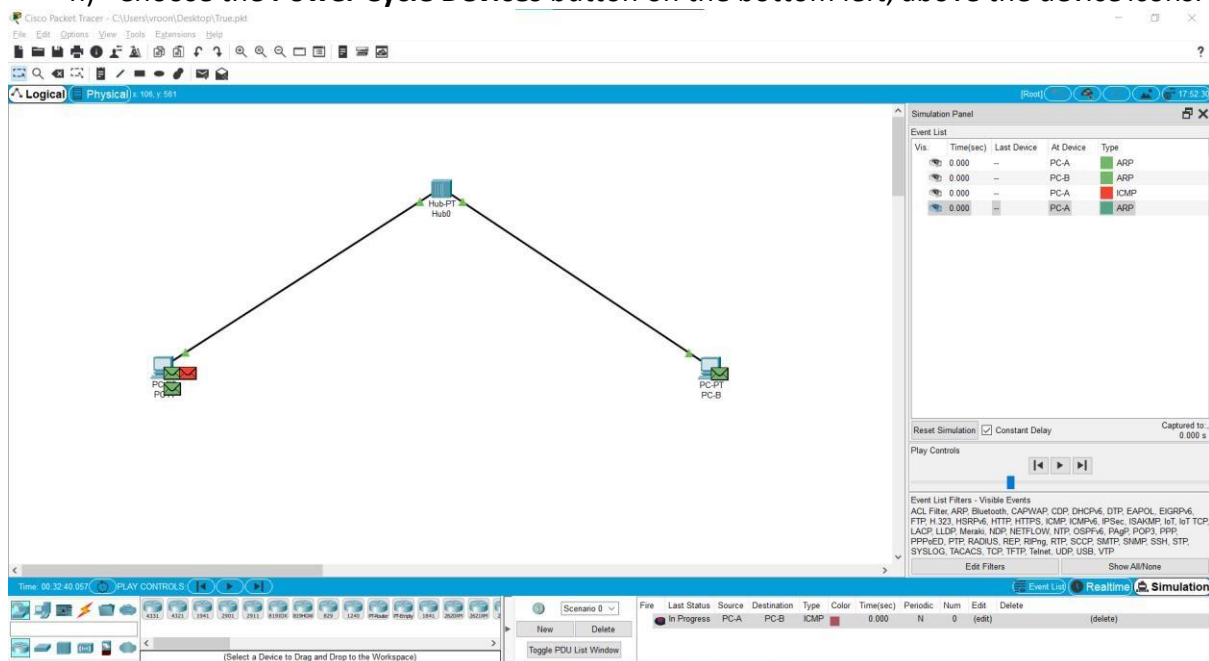 Choose the Power Cycle Devices button on the bottom left, above the device icons.
Cisco Packet Tracer - C:\Users\vroon\Desktop\True.pkt
File Edit Options View Tools Extensions Help
?
Logical Physical x: 106, y: 561 [Root] 17:52:30
Simulation Panel
Event List
Vis. Time(sec) Last Device At Device Type
0.000 -- PC-A ARP
0.000 -- PC-B ARP
0.000 -- PC-A ICMP
0.000 -- PC-A ARP
Hub-PT
Hub0
PC-PT
PC-B
Reset Simulation Constant Delay Captured to:
0.000 s
Play Controls
Event List Filters - Visible Events
ACL Filter, ARP, Bluetooth, CAPWAP, CDP, DHCPv6, DTP, EAPOL, EIGRPv6,
FTP, H.323, HSRPv6, HTTP, HTTPS, ICMP, ICMPv6, IPSec, ISAKMP, IoT, IoT TCP,
LACP, LLDP, Meraki, NDP, NETFLOW, NTP, OSPFv6, PAgP, POP3, PPP,
PPPoED, PTP, RADIUS, REP, RIPng, RTP, SCCP, SMTP, SNMP, SSH, STP,
SYSLOG, TACACS, TCP, TFTP, Telnet, UDP, USB, VTP
Edit Filters Show All/None
Time: 00:32:40.057 PLAY CONTROLS: Event List Realtime Simulation
4331 4321 1941 2901 2911 819IOX 819HGW 829 1240 PT-Router PT-Empty 1841 2620XM 2621XM
Scenario 0
New Delete
Toggle PDU List Window
Fire Last Status Source Destination Type Color Time(sec) Periodic Num Edit Delete
In Progress PC-A PC-B ICMP 0.000 N 0 (edit) (delete)
(Select a Device to Drag and Drop to the Workspace)